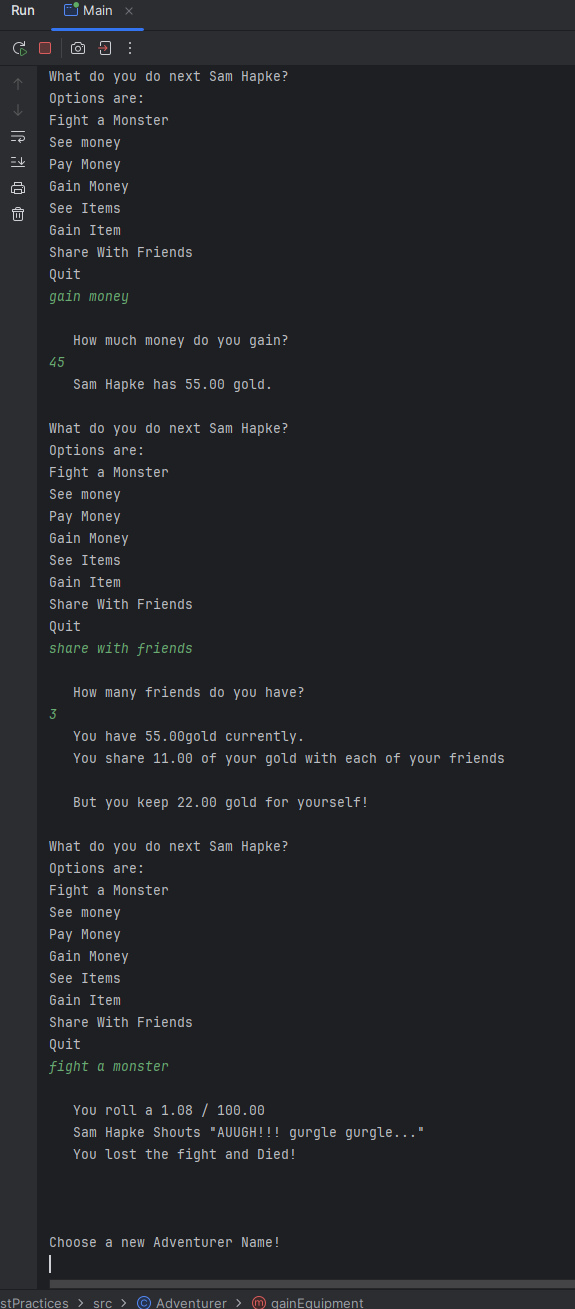 Run Main
What do you do next Sam Hapke?
Options are:
Fight a Monster
See money
Pay Money
Gain Money
See Items
Gain Item
Share With Friends
Quit
gain money
How much money do you gain?
45
Sam Hapke has 55.00 gold.
What do you do next Sam Hapke?
Options are:
Fight a Monster
See money
Pay Money
Gain Money
See Items
Gain Item
Share With Friends
Quit
share with friends
How many friends do you have?
3
You have 55.00gold currently.
You share 11.00 of your gold with each of your friends
But you keep 22.00 gold for yourself!
What do you do next Sam Hapke?
Options are:
Fight a Monster
See money
Pay Money
Gain Money
See Items
Gain Item
Share With Friends
Quit
fight a monster
You roll a 1.08 / 100.00
Sam Hapke Shouts "AUUGH!!! gurgle gurgle..."
You lost the fight and Died!
Choose a new Adventurer Name!
stPractices > src > Adventurer > gainEquipment